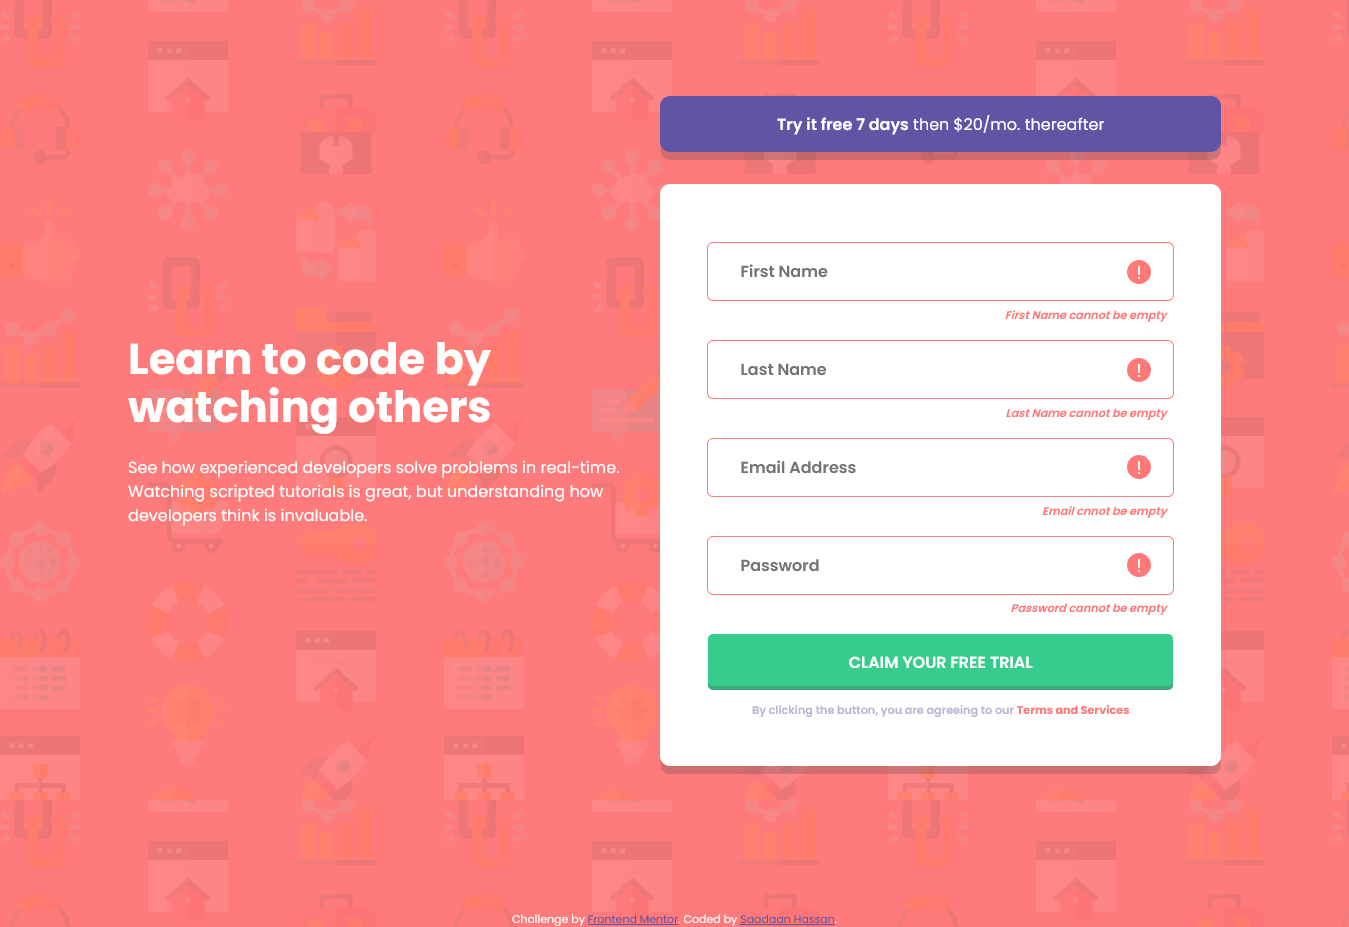 Learn to code by
watching others
See how experienced developers solve problems in real-time.
Watching scripted tutorials is great, but understanding how
developers think is invaluable.
Try it free 7 days then $20/mo. thereafter
First Name
!
First Name cannot be empty
Last Name
!
Last Name cannot be empty
Email Address
!
Email cnnot be empty
Password
!
Password cannot be empty
CLAIM YOUR FREE TRIAL
By clicking the button, you are agreeing to our Terms and Services
Challenge by Frontend Mentor. Coded by Saadaan Hassan.